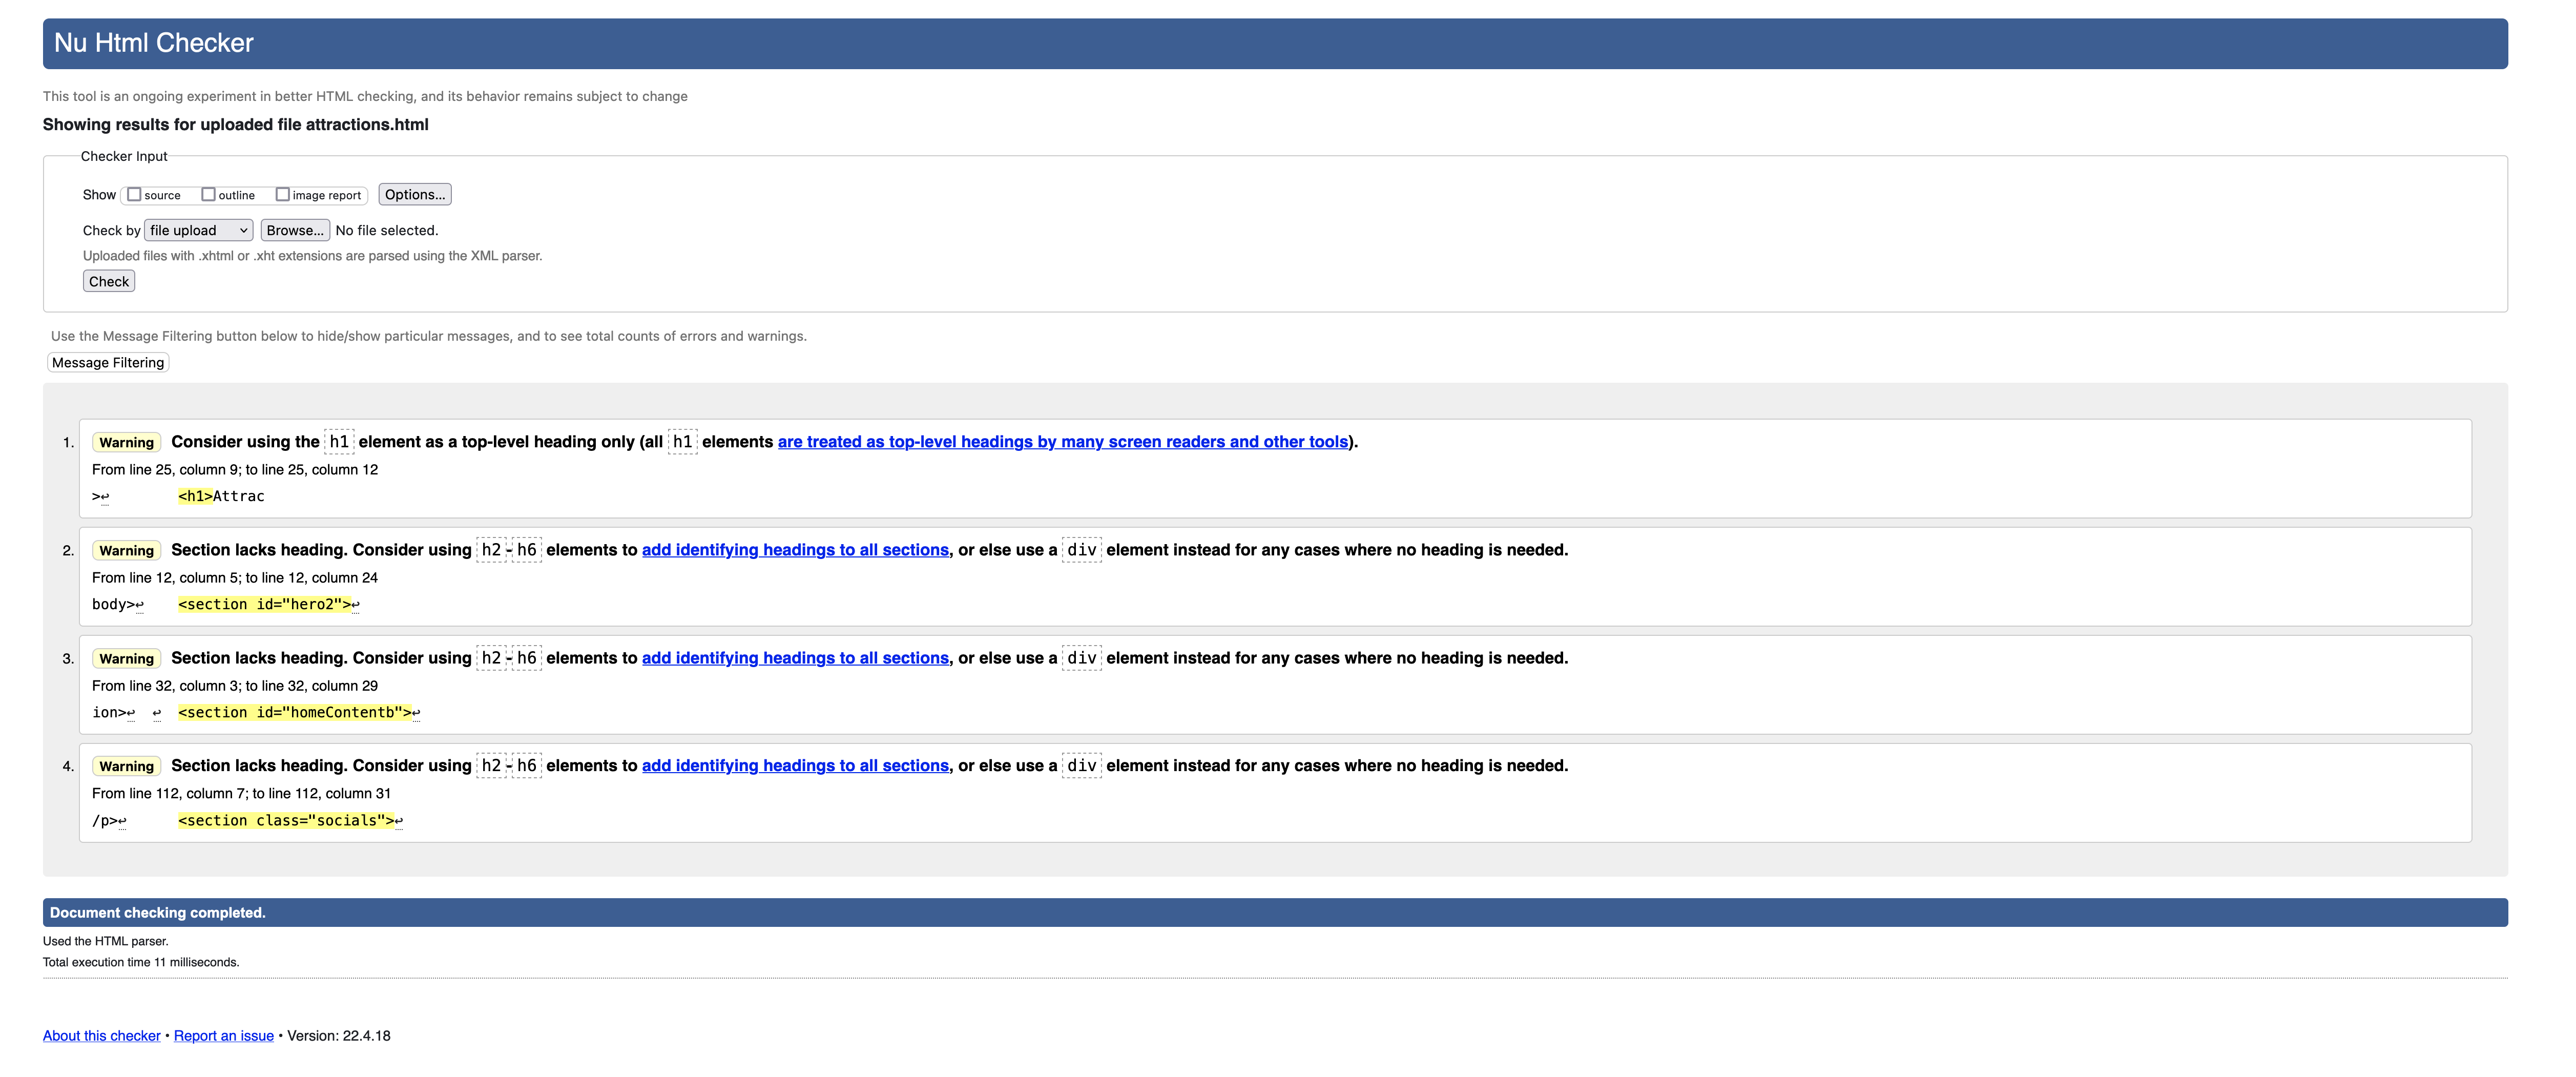 Nu Html Checker
This tool is an ongoing experiment in better HTML checking, and its behavior remains subject to change
Showing results for uploaded file attractions.html
Checker Input
Show source outline image report Options...
Check by file upload Browse... No file selected.
Uploaded files with .xhtml or .xht extensions are parsed using the XML parser.
Check
Use the Message Filtering button below to hide/show particular messages, and to see total counts of errors and warnings.
Message Filtering
1. Warning Consider using the h1 element as a top-level heading only (all h1 elements are treated as top-level headings by many screen readers and other tools).
From line 25, column 9; to line 25, column 12
>↩ <h1>Attrac
2. Warning Section lacks heading. Consider using h2-h6 elements to add identifying headings to all sections, or else use a div element instead for any cases where no heading is needed.
From line 12, column 5; to line 12, column 24
body>↩ <section id="hero2">↩
3. Warning Section lacks heading. Consider using h2-h6 elements to add identifying headings to all sections, or else use a div element instead for any cases where no heading is needed.
From line 32, column 3; to line 32, column 29
ion>↩ ↩ <section id="homeContentb">↩
4. Warning Section lacks heading. Consider using h2-h6 elements to add identifying headings to all sections, or else use a div element instead for any cases where no heading is needed.
From line 112, column 7; to line 112, column 31
/p>↩ <section class="socials">↩
Document checking completed.
Used the HTML parser.
Total execution time 11 milliseconds.
About this checker • Report an issue • Version: 22.4.18